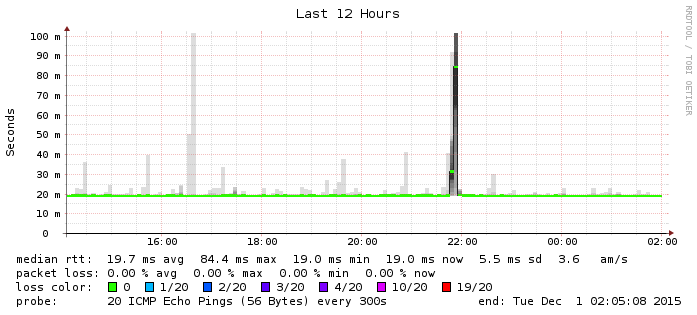 Last 12 Hours
RRDTOOL / TOBI OETIKER
Seconds
100 m
90 m
80 m
70 m
60 m
50 m
40 m
30 m
20 m
10 m
0
16:00 18:00 20:00 22:00 00:00 02:00
median rtt: 19.7 ms avg 84.4 ms max 19.0 ms min 19.0 ms now 5.5 ms sd 3.6 am/s
packet loss: 0.00 % avg 0.00 % max 0.00 % min 0.00 % now
loss color: 0 1/20 2/20 3/20 4/20 10/20 19/20
probe: 20 ICMP Echo Pings (56 Bytes) every 300s end: Tue Dec 1 02:05:08 2015